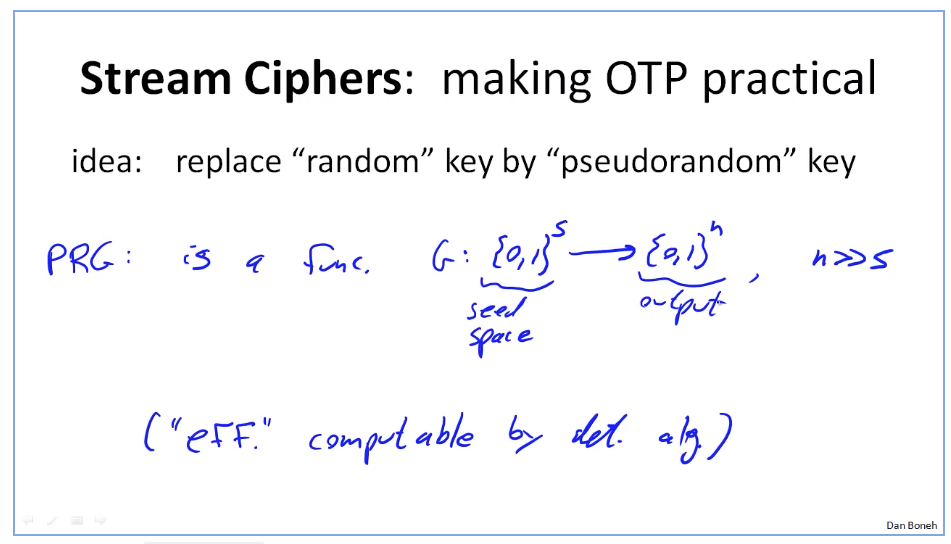 Stream Ciphers: making OTP practical
idea: replace “random” key by “pseudorandom” key
PRG: is a func. G: {0,1}^s → {0,1}^n, n>>s
seed space
output
("eff." computable by det. alg)
Dan Boneh